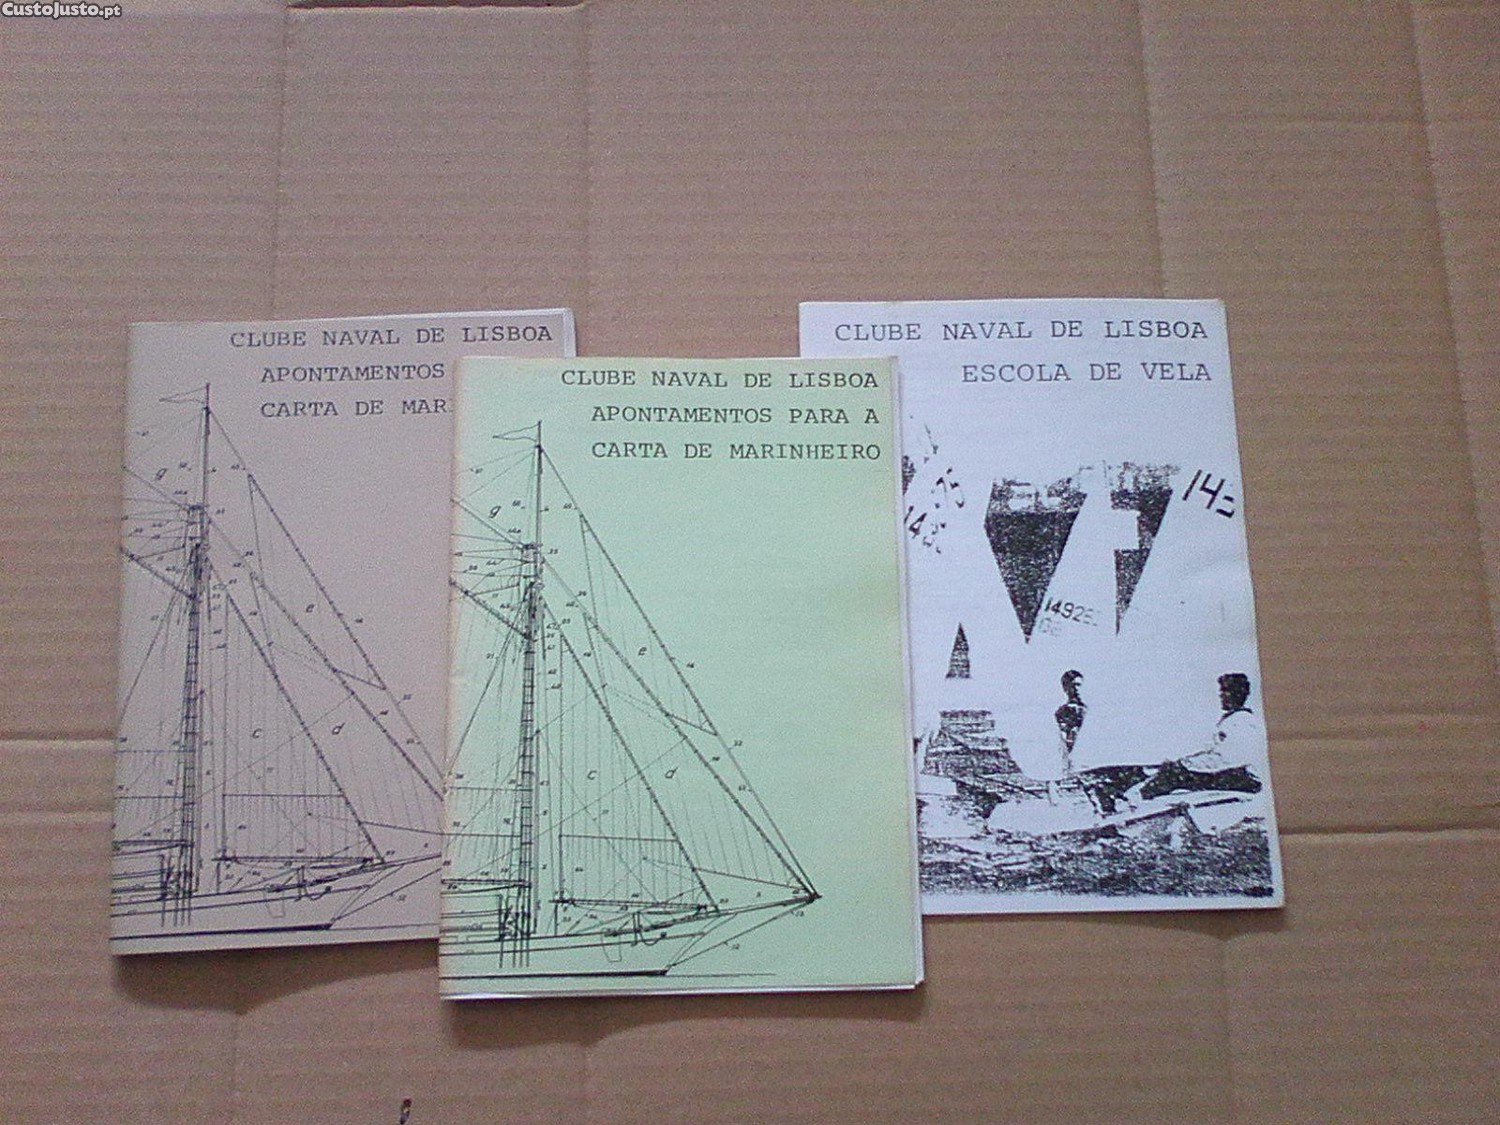 CustoJusto.pt
CLUBE NAVAL DE LISBOA
APONTAMENTOS
CARTA DE MAR
CLUBE NAVAL DE LISBOA
APONTAMENTOS PARA A
CARTA DE MARINHEIRO
g
e
c
d
g
e
c
d
CLUBE NAVAL DE LISBOA
ESCOLA DE VELA